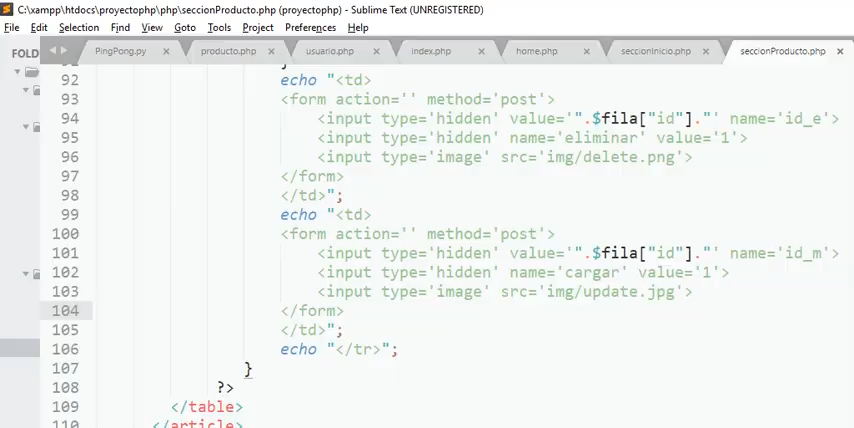 C:\xampp\htdocs\proyectophp\php\seccionProducto.php (proyectophp) - Sublime Text (UNREGISTERED)
File Edit Selection Find View Goto Tools Project Preferences Help
FOLD PingPong.py × producto.php × usuario.php × index.php × home.php × seccionInicio.php × seccionProducto.php ×
92 echo "<td>
93 <form action='' method='post'>
94 <input type='hidden' value='".$fila["id"]."' name='id_e>
95 <input type='hidden' name='eliminar' value='1'>
96 <input type='image' src='img/delete.png'>
97 </form>
98 </td>";
99 echo "<td>
100 <form action='' method='post'>
101 <input type='hidden' value='".$fila["id"]."' name='id_m>
102 <input type='hidden' name='cargar' value='1'>
103 <input type='image' src='img/update.jpg'>
104 </form>
105 </td>";
106 echo "</tr>";
107 }
108 ?>
109 </table>
110 </article>